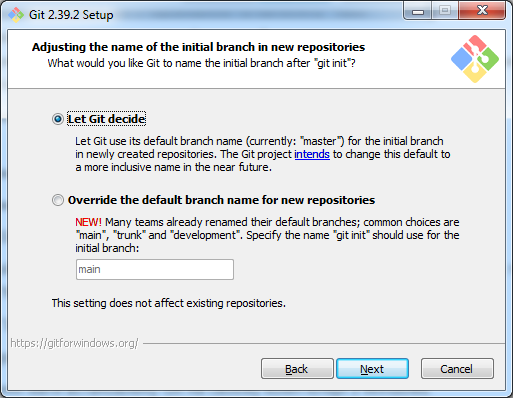 Git 2.39.2 Setup
Adjusting the name of the initial branch in new repositories
What would you like Git to name the initial branch after "git init"?
Let Git decide
Let Git use its default branch name (currently: "master") for the initial branch
in newly created repositories. The Git project intends to change this default to
a more inclusive name in the near future.
Override the default branch name for new repositories
NEW! Many teams already renamed their default branches; common choices are
"main", "trunk" and "development". Specify the name "git init" should use for the
initial branch:
main
This setting does not affect existing repositories.
https://gitforwindows.org/
Back
Next
Cancel